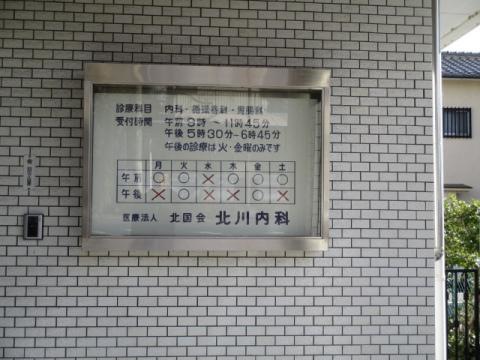 診療科目 内科・循環器科・胃腸科
受付時間 午前9時〜11時45分
午後5時30分-6時45分
午後の診療は火・金曜のみです
月 火 水 木 金 土
午前 ○ ○ × ○ ○ ○
午後 × ○ × × ○ ×
医療法人 北国会 北川内科